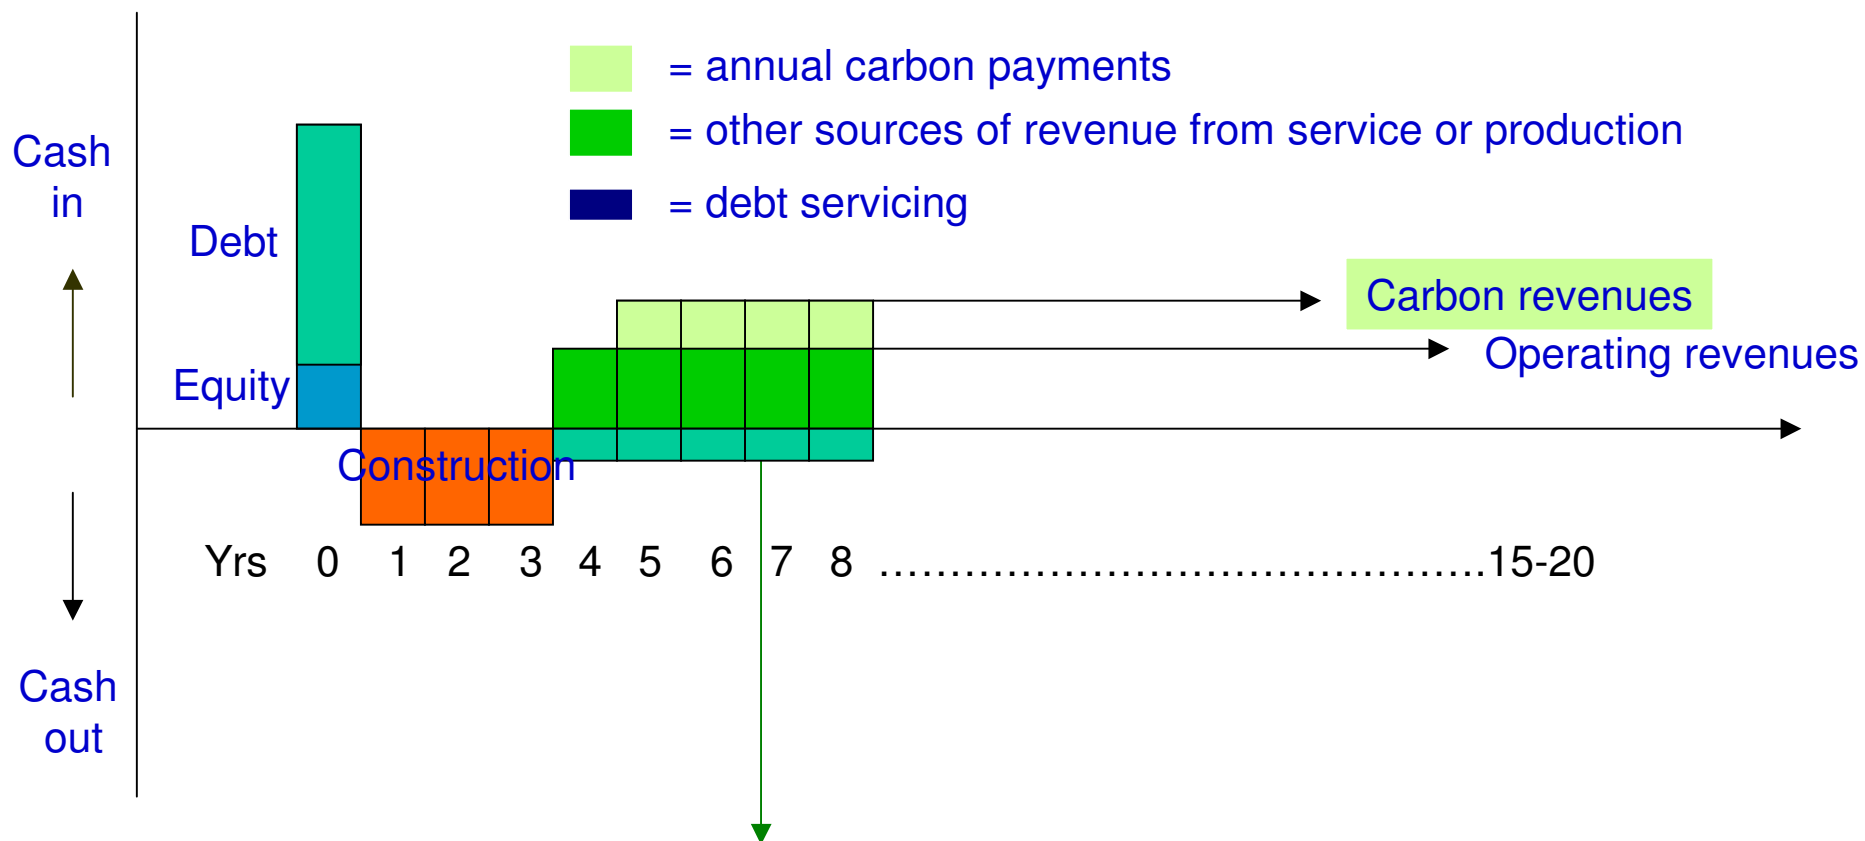 = annual carbon payments
= other sources of revenue from service or production
= debt servicing
Cash
in
Debt
Carbon revenues
Operating revenues
Equity
Construction
Yrs 0 1 2 3 4 5 6 7 8 ...........................................15-20
Cash
out